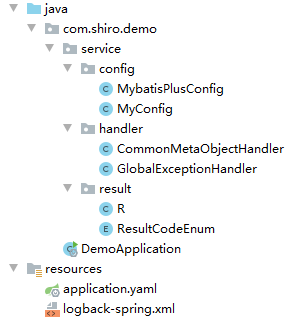 java
com.shiro.demo
service
config
MybatisPlusConfig
MyConfig
handler
CommonMetaObjectHandler
GlobalExceptionHandler
result
R
ResultCodeEnum
DemoApplication
resources
application.yaml
logback-spring.xml